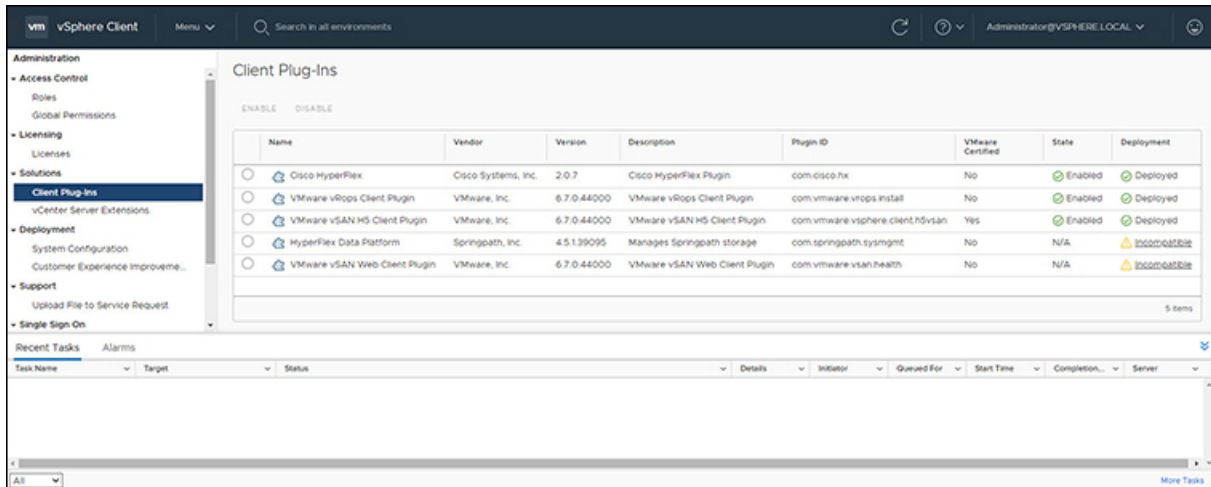 vm vSphere Client Menu Search in all environments Administrator@VSPHERE.LOCAL
Administration
Access Control
Roles
Global Permissions
Licensing
Licenses
Solutions
Client Plug-Ins
vCenter Server Extensions
Deployment
System Configuration
Customer Experience Improveme...
Support
Upload File to Service Request
Single Sign On
Client Plug-Ins
ENABLE DISABLE
Name Vendor Version Description Plugin ID VMware Certified State Deployment
Cisco HyperFlex Cisco Systems, Inc. 2.0.7 Cisco HyperFlex Plugin com.cisco.hx No Enabled Deployed
VMware vRops Client Plugin VMware, Inc. 6.7.0.44000 VMware vRops Client Plugin com.vmware.vrops.install No Enabled Deployed
VMware vSAN H5 Client Plugin VMware, Inc. 6.7.0.44000 VMware vSAN H5 Client Plugin com.vmware.vsphere.client.h5vsan Yes Enabled Deployed
HyperFlex Data Platform Springpath, Inc. 4.5.1.39095 Manages Springpath storage com.springpath.sysmgmt No N/A Incompatible
VMware vSAN Web Client Plugin VMware, Inc. 6.7.0.44000 VMware vSAN Web Client Plugin com.vmware.vsan.health No N/A Incompatible
5 items
Recent Tasks Alarms
Task Name Target Status Details Initiator Queued For Start Time Completion... Server
All More Tasks